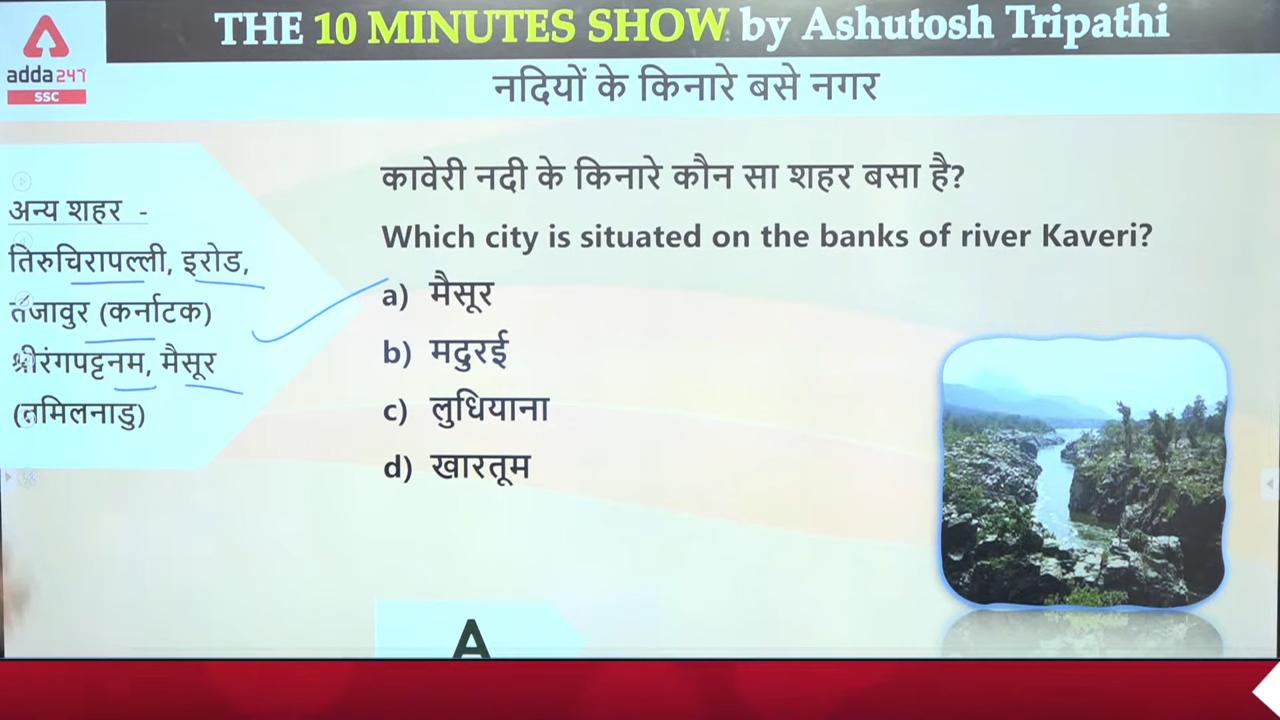 THE 10 MINUTES SHOW by Ashutosh Tripathi
adda247
SSC
नदियों के किनारे बसे नगर
अन्य शहर -
तिरुचिरापल्ली, इरोड,
तंजावुर (कर्नाटक)
श्रीरंगपट्टनम, मैसूर
(तमिलनाडु)
कावेरी नदी के किनारे कौन सा शहर बसा है?
Which city is situated on the banks of river Kaveri?
a) मैसूर
b) मदुरई
c) लुधियाना
d) खारतूम
A